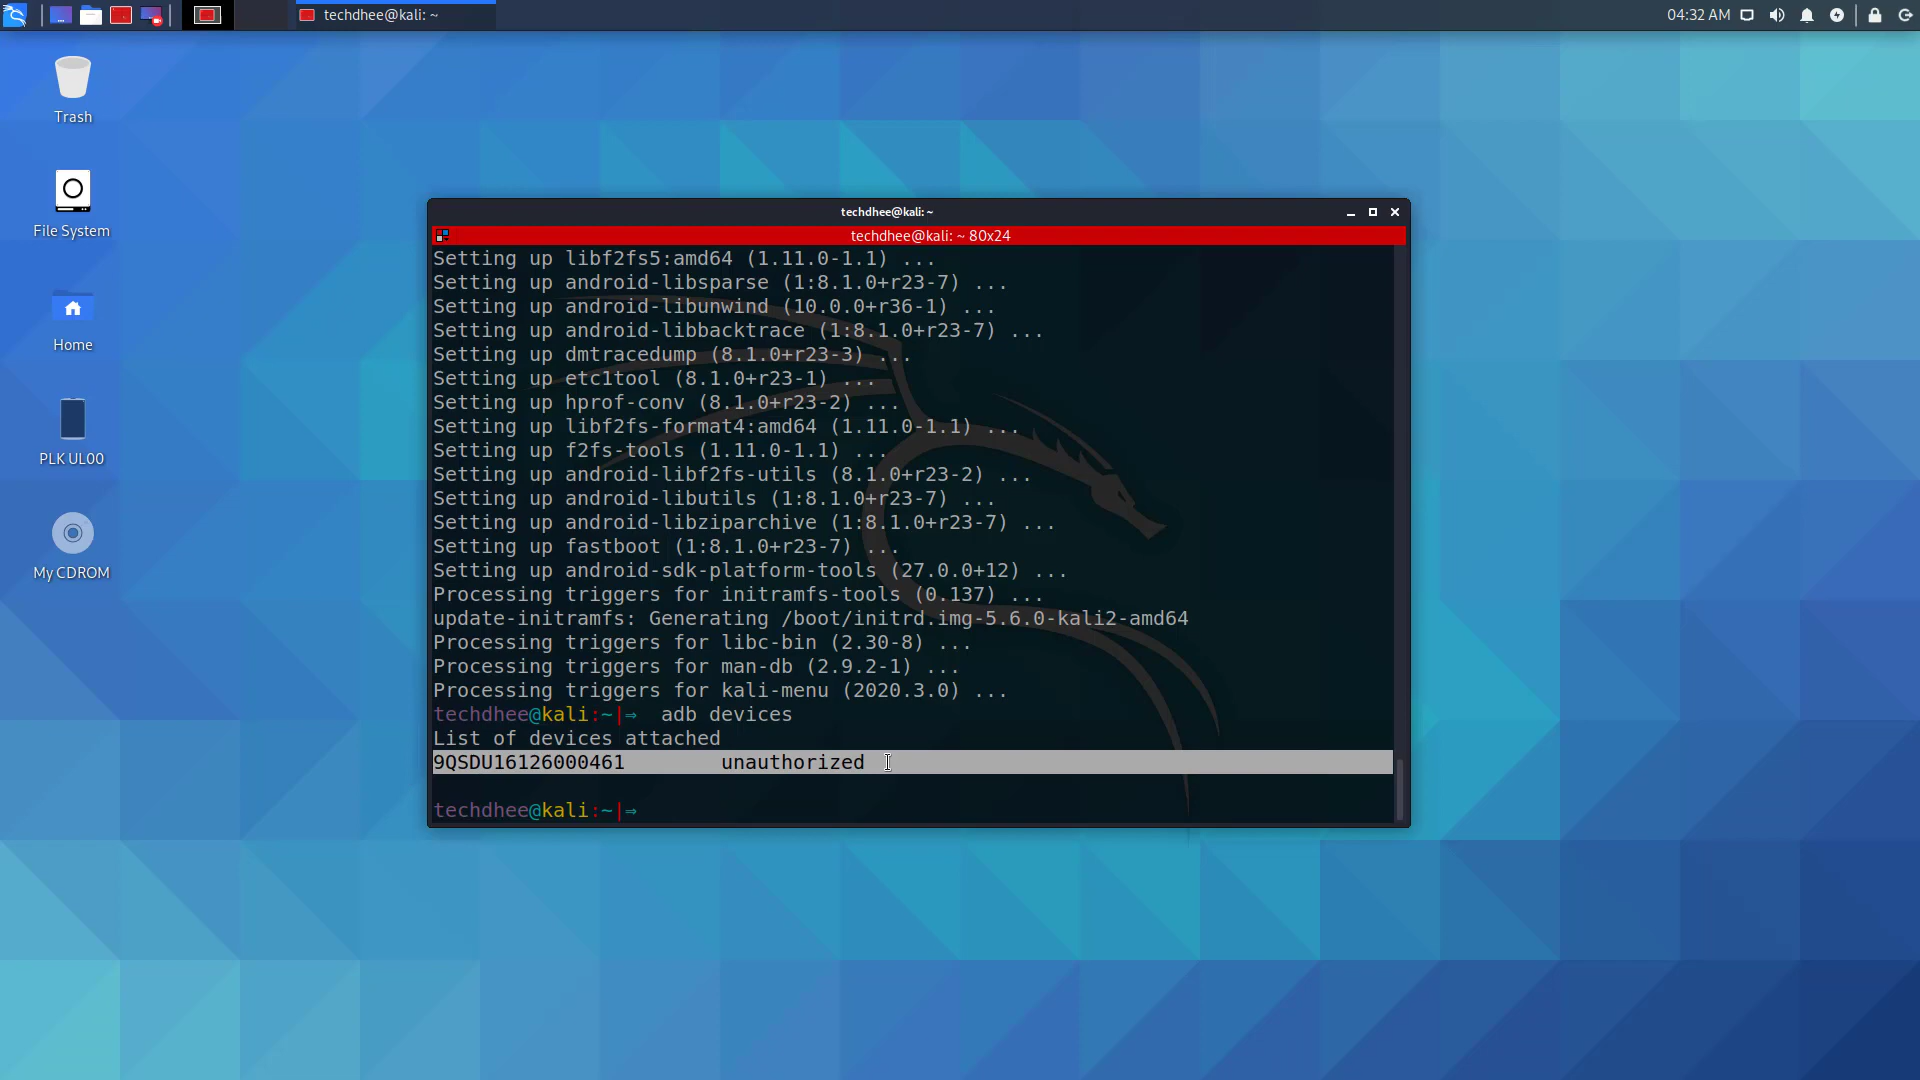 techdhee@kali: ~
04:32 AM
Trash
File System
Home
PLK UL00
My CDROM
techdhee@kali: ~
techdhee@kali: ~ 80x24
Setting up libf2fs5:amd64 (1.11.0-1.1) ...
Setting up android-libsparse (1:8.1.0+r23-7) ...
Setting up android-libunwind (10.0.0+r36-1) ...
Setting up android-libbacktrace (1:8.1.0+r23-7) ...
Setting up dmtracedump (8.1.0+r23-3) ...
Setting up etc1tool (8.1.0+r23-1) ...
Setting up hprof-conv (8.1.0+r23-2) ...
Setting up libf2fs-format4:amd64 (1.11.0-1.1) ...
Setting up f2fs-tools (1.11.0-1.1) ...
Setting up android-libf2fs-utils (8.1.0+r23-2) ...
Setting up android-libutils (1:8.1.0+r23-7) ...
Setting up android-libziparchive (1:8.1.0+r23-7) ...
Setting up fastboot (1:8.1.0+r23-7) ...
Setting up android-sdk-platform-tools (27.0.0+12) ...
Processing triggers for initramfs-tools (0.137) ...
update-initramfs: Generating /boot/initrd.img-5.6.0-kali2-amd64
Processing triggers for libc-bin (2.30-8) ...
Processing triggers for man-db (2.9.2-1) ...
Processing triggers for kali-menu (2020.3.0) ...
techdhee@kali:~|⇒  adb devices
List of devices attached
9QSDU16126000461        unauthorized
techdhee@kali:~|⇒